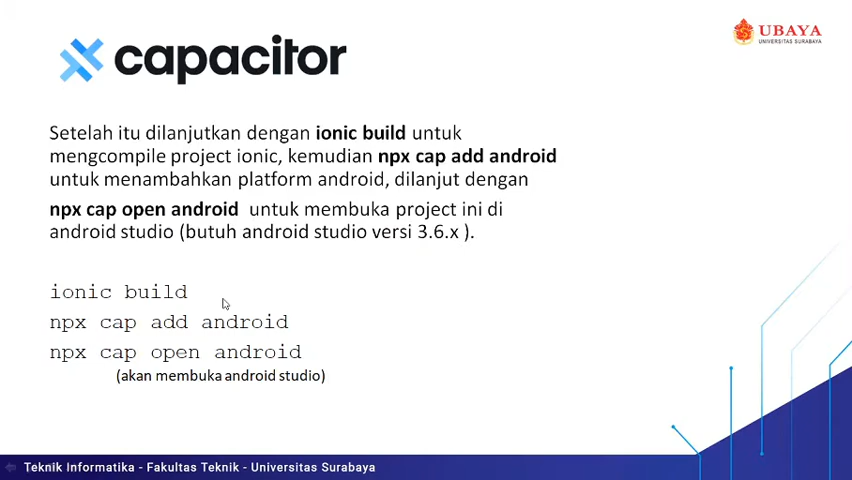 capacitor
UBAYA
UNIVERSITAS SURABAYA
Setelah itu dilanjutkan dengan ionic build untuk
mengcompile project ionic, kemudian npx cap add android
untuk menambahkan platform android, dilanjut dengan
npx cap open android untuk membuka project ini di
android studio (butuh android studio versi 3.6.x ).
ionic build
npx cap add android
npx cap open android
(akan membuka android studio)
Teknik Informatika - Fakultas Teknik - Universitas Surabaya